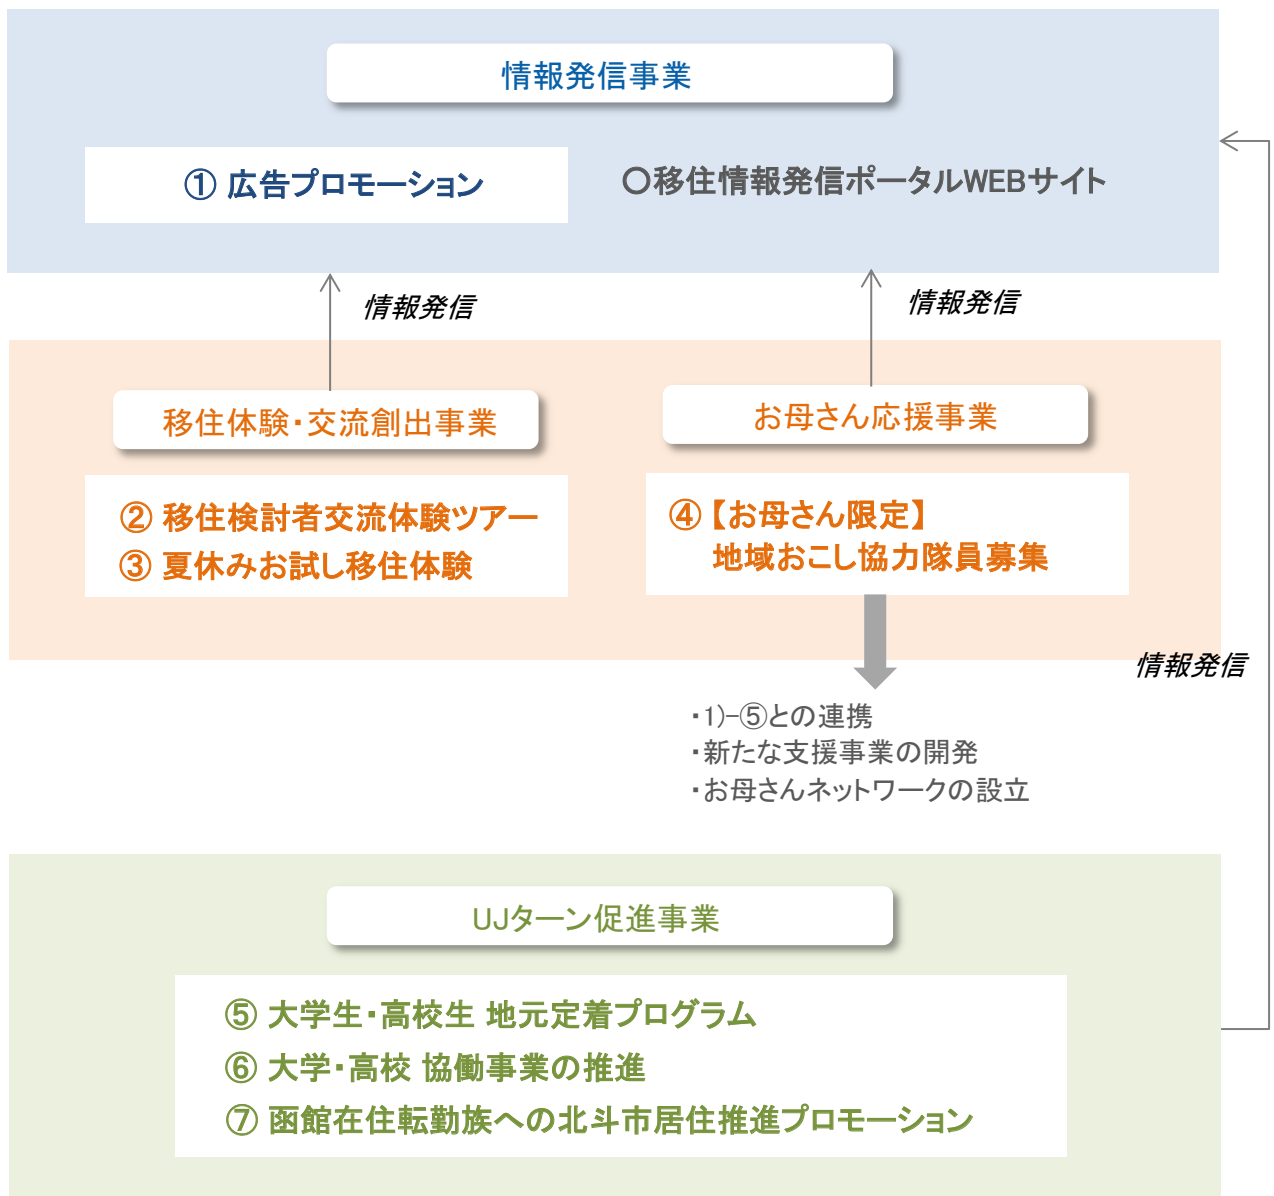 情報発信事業
① 広告プロモーション
〇移住情報発信ポータルWEBサイト
情報発信
情報発信
移住体験・交流創出事業
お母さん応援事業
② 移住検討者交流体験ツアー
③ 夏休みお試し移住体験
④【お母さん限定】
地域おこし協力隊員募集
情報発信
・1)-⑤との連携
・新たな支援事業の開発
・お母さんネットワークの設立
UJターン促進事業
⑤ 大学生・高校生 地元定着プログラム
⑥ 大学・高校 協働事業の推進
⑦ 函館在住転勤族への北斗市居住推進プロモーション